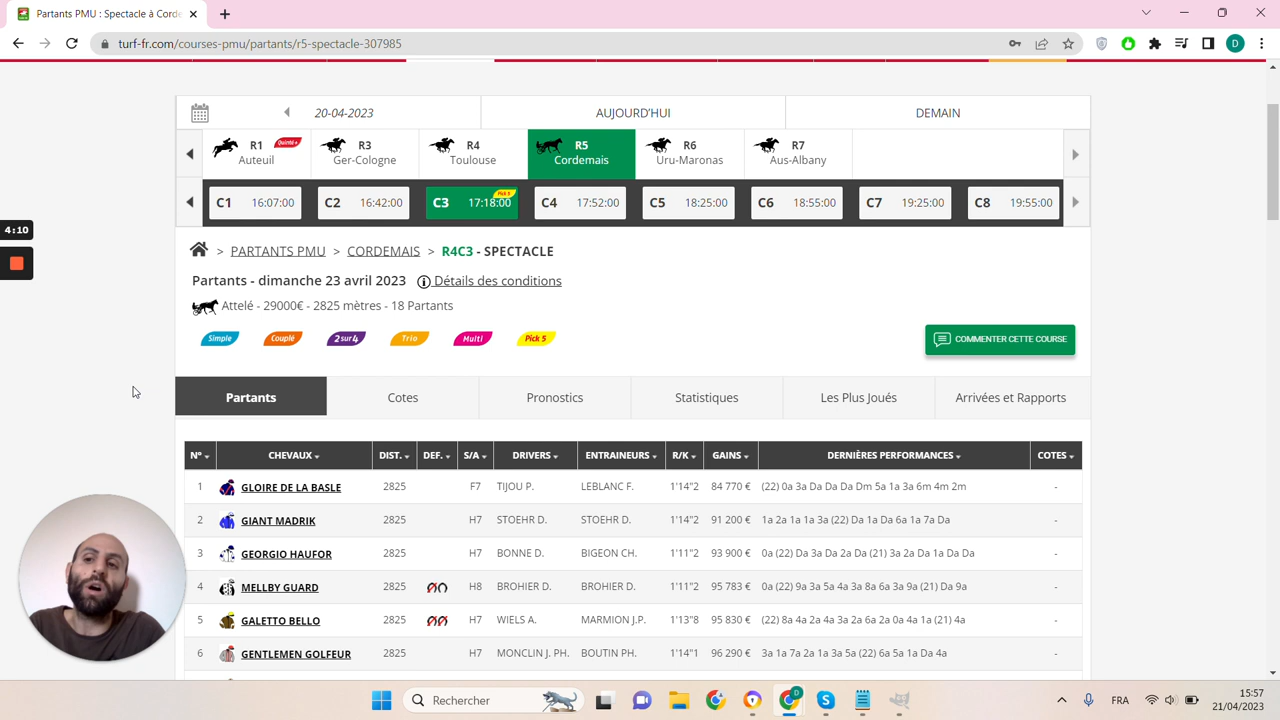 Partants PMU : Spectacle à Corde
turf-fr.com/courses-pmu/partants/r5-spectacle-307985
D
20-04-2023 AUJOURD'HUI DEMAIN
R1 Quinté+ R3 R4 R5 R6 R7
Auteuil Ger-Cologne Toulouse Cordemais Uru-Maronas Aus-Albany
Pick 5
C1 16:07:00 C2 16:42:00 C3 17:18:00 C4 17:52:00 C5 18:25:00 C6 18:55:00 C7 19:25:00 C8 19:55:00
4:10
> PARTANTS PMU > CORDEMAIS > R4C3 - SPECTACLE
Partants - dimanche 23 avril 2023 Détails des conditions
Attelé - 29000€ - 2825 mètres - 18 Partants
Simple Couplé 2sur4 Trio Multi Pick 5 COMMENTER CETTE COURSE
Partants Cotes Pronostics Statistiques Les Plus Joués Arrivées et Rapports
N° CHEVAUX DIST. DEF. S/A DRIVERS ENTRAINEURS R/K GAINS DERNIÈRES PERFORMANCES COTES
1 GLOIRE DE LA BASLE 2825 F7 TIJOU P. LEBLANC F. 1'14"2 84 770 € (22) 0a 3a Da Da Da Dm 5a 1a 3a 6m 4m 2m -
2 GIANT MADRIK 2825 H7 STOEHR D. STOEHR D. 1'14"2 91 200 € 1a 2a 1a 1a 3a (22) Da 1a Da 6a 1a 7a Da -
3 GEORGIO HAUFOR 2825 H7 BONNE D. BIGEON CH. 1'11"2 93 900 € 0a (22) Da 3a Da 2a Da (21) 3a 2a Da 1a Da Da -
4 MELLBY GUARD 2825 H8 BROHIER D. BROHIER D. 1'11"2 95 783 € 0a (22) 9a 3a 5a 4a 3a 8a 6a 3a 9a (21) Da 9a -
5 GALETTO BELLO 2825 H7 WIELS A. MARMION J.P. 1'13"8 95 830 € (22) 8a 4a 2a 4a 3a 2a 6a 2a 0a 4a 1a (21) 4a -
6 GENTLEMEN GOLFEUR 2825 H7 MONCLIN J. PH. BOUTIN PH. 1'14"1 96 290 € 3a 1a 7a 2a 1a 3a 5a (22) 6a 5a 1a Da 4a -
Rechercher FRA 15:57
21/04/2023